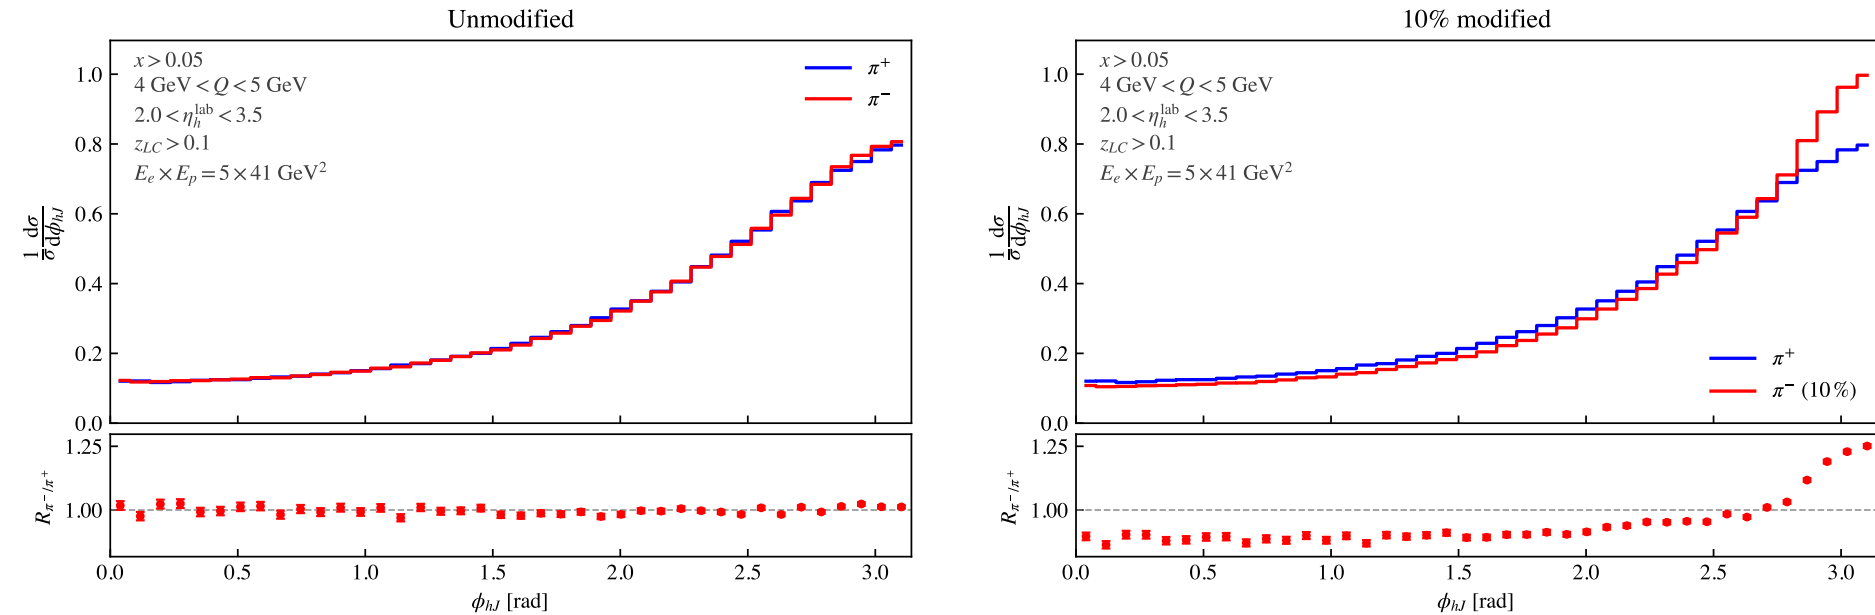 Unmodified
x > 0.05
4 GeV < Q < 5 GeV
2.0 < η_h^lab < 3.5
z_LC > 0.1
E_e × E_p = 5 × 41 GeV²
π⁺
π⁻
1/σ dσ/dϕ_hJ
1.0
0.8
0.6
0.4
0.2
0.0
R_π⁻/π⁺
1.25
1.00
0.0 0.5 1.0 1.5 2.0 2.5 3.0
ϕ_hJ [rad]
10% modified
x > 0.05
4 GeV < Q < 5 GeV
2.0 < η_h^lab < 3.5
z_LC > 0.1
E_e × E_p = 5 × 41 GeV²
π⁺
π⁻ (10%)
1/σ dσ/dϕ_hJ
1.0
0.8
0.6
0.4
0.2
0.0
R_π⁻/π⁺
1.25
1.00
0.0 0.5 1.0 1.5 2.0 2.5 3.0
ϕ_hJ [rad]